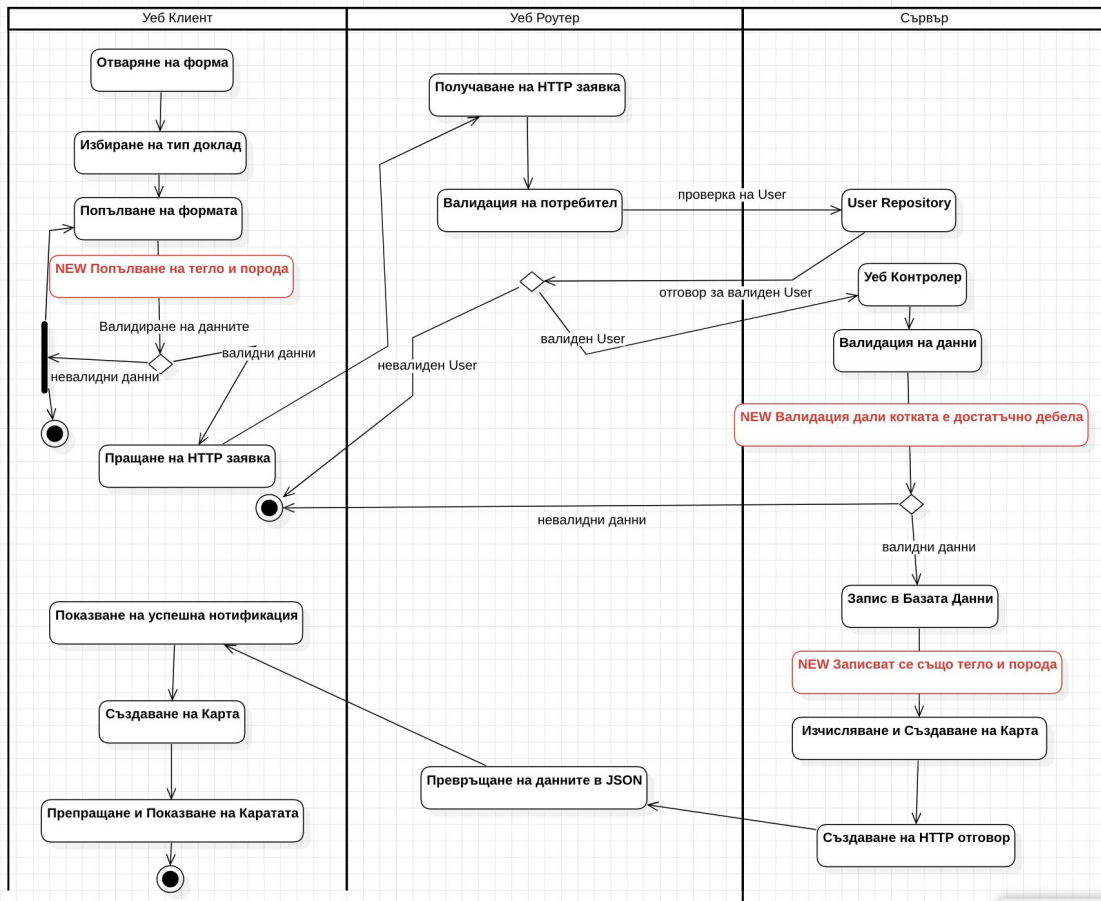 Уеб Клиент
Уеб Роутер
Сървър
Отваряне на форма
Избиране на тип доклад
Попълване на формата
NEW Попълване на тегло и порода
Валидиране на данните
валидни данни
невалидни данни
Пращане на HTTP заявка
Получаване на HTTP заявка
Валидация на потребител
проверка на User
User Repository
отговор за валиден User
валиден User
невалиден User
Уеб Контролер
Валидация на данни
NEW Валидация дали котката е достатъчно дебела
невалидни данни
валидни данни
Запис в Базата Данни
NEW Записват се също тегло и порода
Изчисляване и Създаване на Карта
Създаване на HTTP отговор
Превръщане на данните в JSON
Показване на успешна нотификация
Създаване на Карта
Препращане и Показване на Каратата